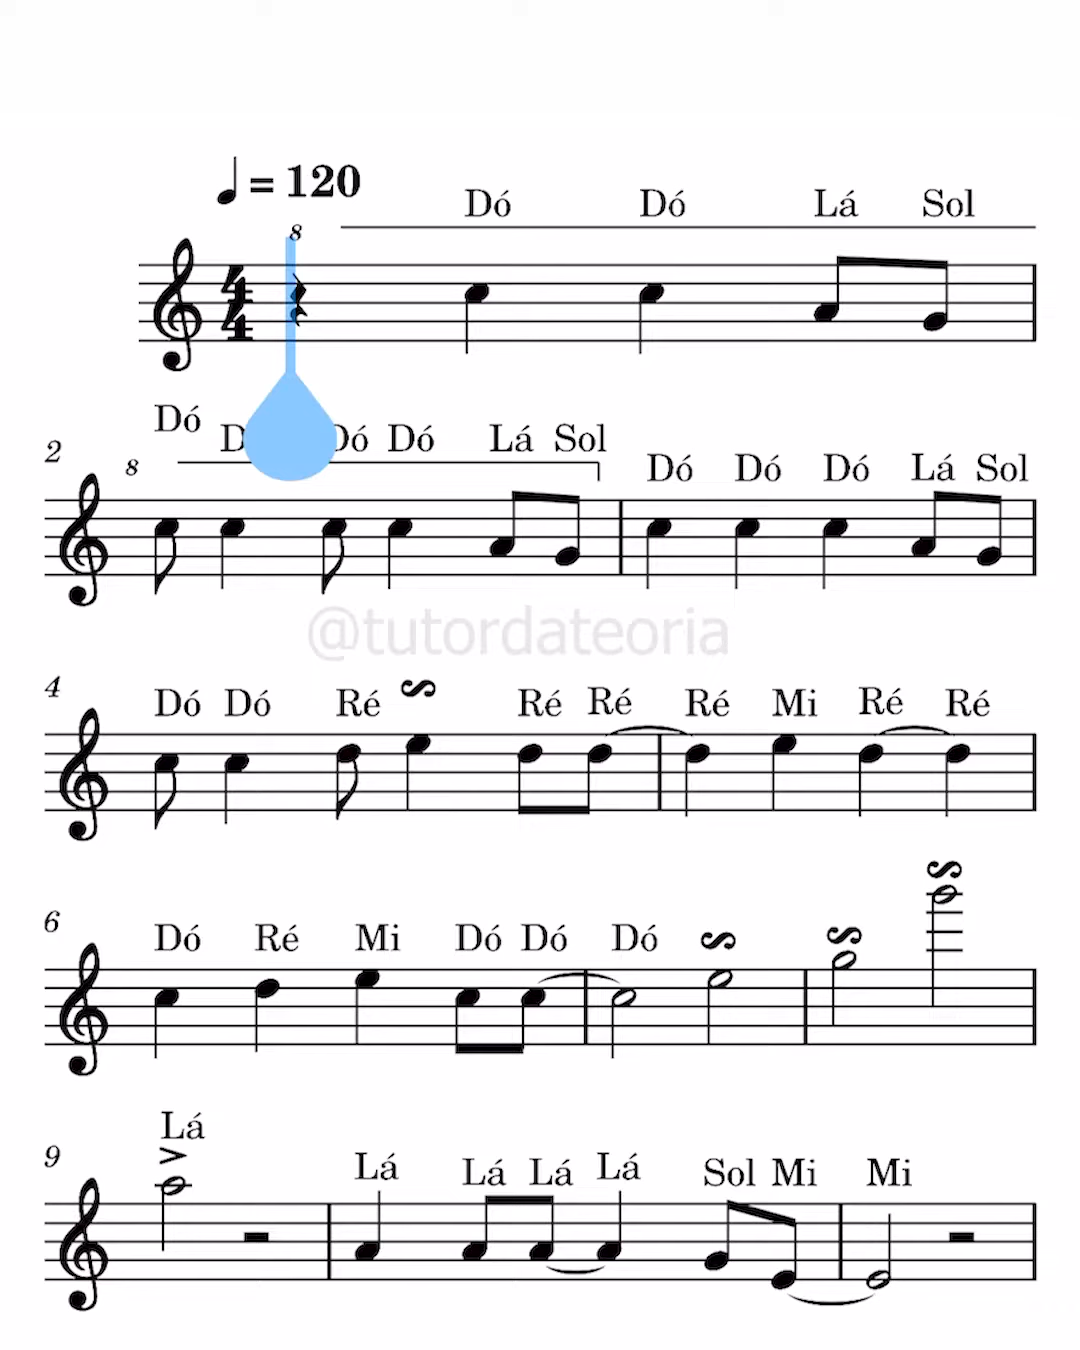 = 120
Dó Dó Lá Sol
8
4
4
Dó Dó Dó Lá Sol
2
8
Dó Dó Dó Lá Sol
@tutordateoria
4
Dó Dó Ré Ré Ré Ré Mi Ré Ré
6
Dó Ré Mi Dó Dó Dó
Lá
9
Lá Lá Lá Lá Sol Mi Mi